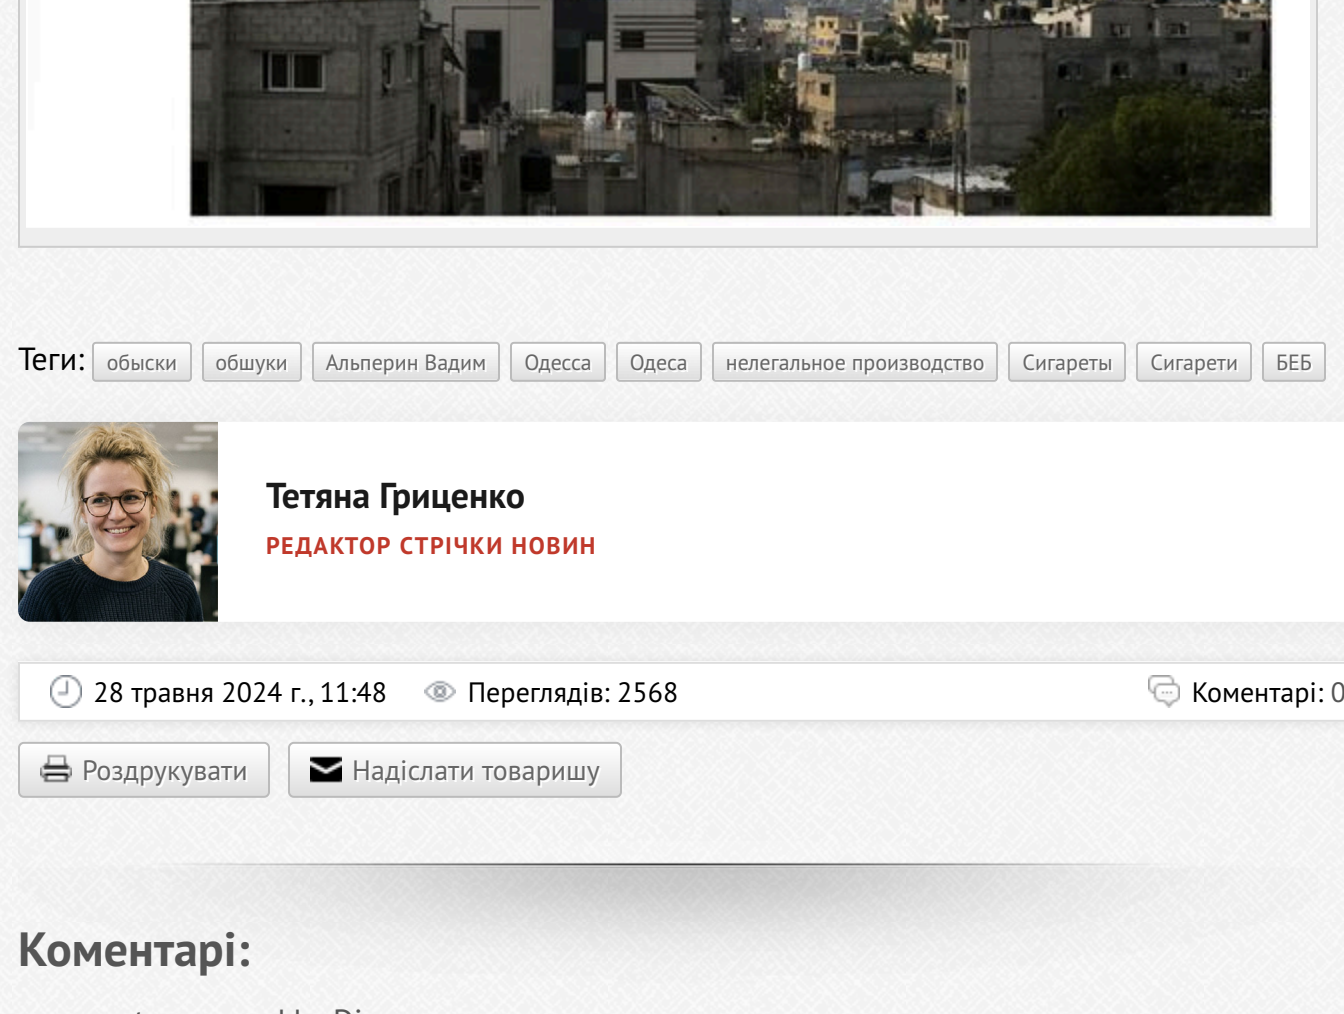 Теги: обыски обшуки Альперин Вадим Одесса Одеса нелегальное производство Сигареты Сигарети БЕБ
Тетяна Гриценко
РЕДАКТОР СТРІЧКИ НОВИН
28 травня 2024 г., 11:48 Переглядів: 2568 Коментарі: 0
Роздрукувати Надіслати товаришу
Коментарі: